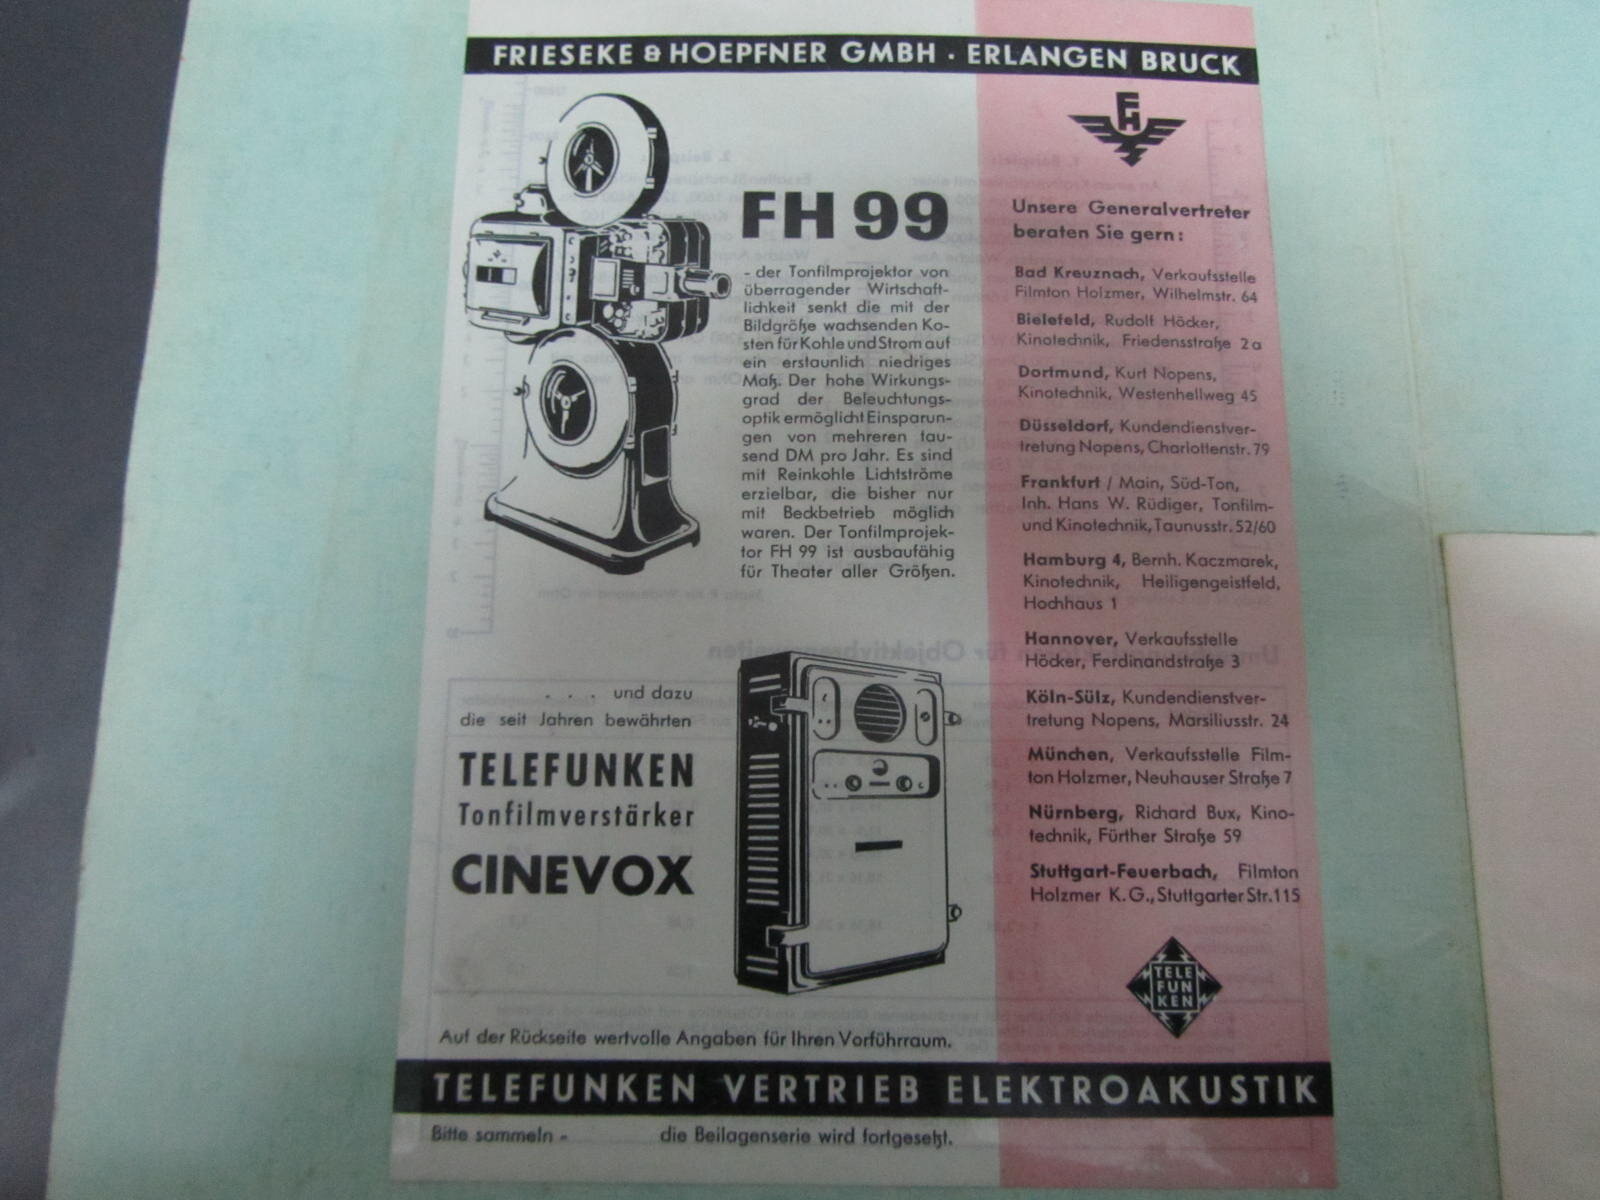 FRIESEKE & HOEPFNER GMBH · ERLANGEN BRUCK
FH
FH 99
- der Tonfilmprojektor von
überragender Wirtschaft-
lichkeit senkt die mit der
Bildgröße wachsenden Ko-
sten für Kohle und Strom auf
ein erstaunlich niedriges
Maß. Der hohe Wirkungs-
grad der Beleuchtungs-
optik ermöglicht Einsparun-
gen von mehreren tau-
send DM pro Jahr. Es sind
mit Reinkohle Lichtströme
erzielbar, die bisher nur
mit Beckbetrieb möglich
waren. Der Tonfilmprojek-
tor FH 99 ist ausbaufähig
für Theater aller Größen.
. . . und dazu
die seit Jahren bewährten
TELEFUNKEN
Tonfilmverstärker
CINEVOX
Unsere Generalvertreter
beraten Sie gern:
Bad Kreuznach, Verkaufsstelle
Filmton Holzmer, Wilhelmstr. 64
Bielefeld, Rudolf Höcker,
Kinotechnik, Friedensstraße 2a
Dortmund, Kurt Nopens,
Kinotechnik, Westenhellweg 45
Düsseldorf, Kundendienstver-
tretung Nopens, Charlottenstr. 79
Frankfurt / Main, Süd-Ton,
Inh. Hans W. Rüdiger, Tonfilm-
und Kinotechnik, Taunusstr. 52/60
Hamburg 4, Bernh. Kaczmarek,
Kinotechnik, Heiligengeistfeld,
Hochhaus 1
Hannover, Verkaufsstelle
Höcker, Ferdinandstraße 3
Köln-Sülz, Kundendienstver-
tretung Nopens, Marsiliusstr. 24
München, Verkaufsstelle Film-
ton Holzmer, Neuhauser Straße 7
Nürnberg, Richard Bux, Kino-
technik, Fürther Straße 59
Stuttgart-Feuerbach, Filmton
Holzmer K.G., Stuttgarter Str. 115
TELE
FUN
KEN
Auf der Rückseite wertvolle Angaben für Ihren Vorführraum.
TELEFUNKEN VERTRIEB ELEKTROAKUSTIK
Bitte sammeln - die Beilagenserie wird fortgesetzt.